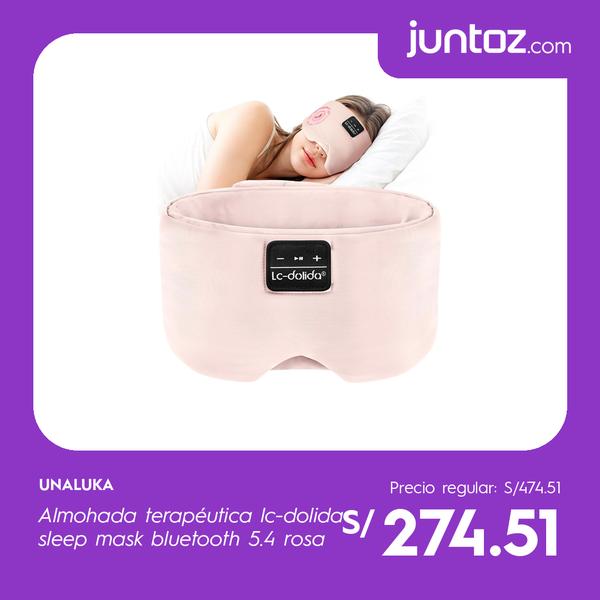 juntoz.com
− ▶II +
Lc-dolida®
UNALUKA
Almohada terapéutica lc-dolida
sleep mask bluetooth 5.4 rosa
Precio regular: S/474.51
S/ 274.51